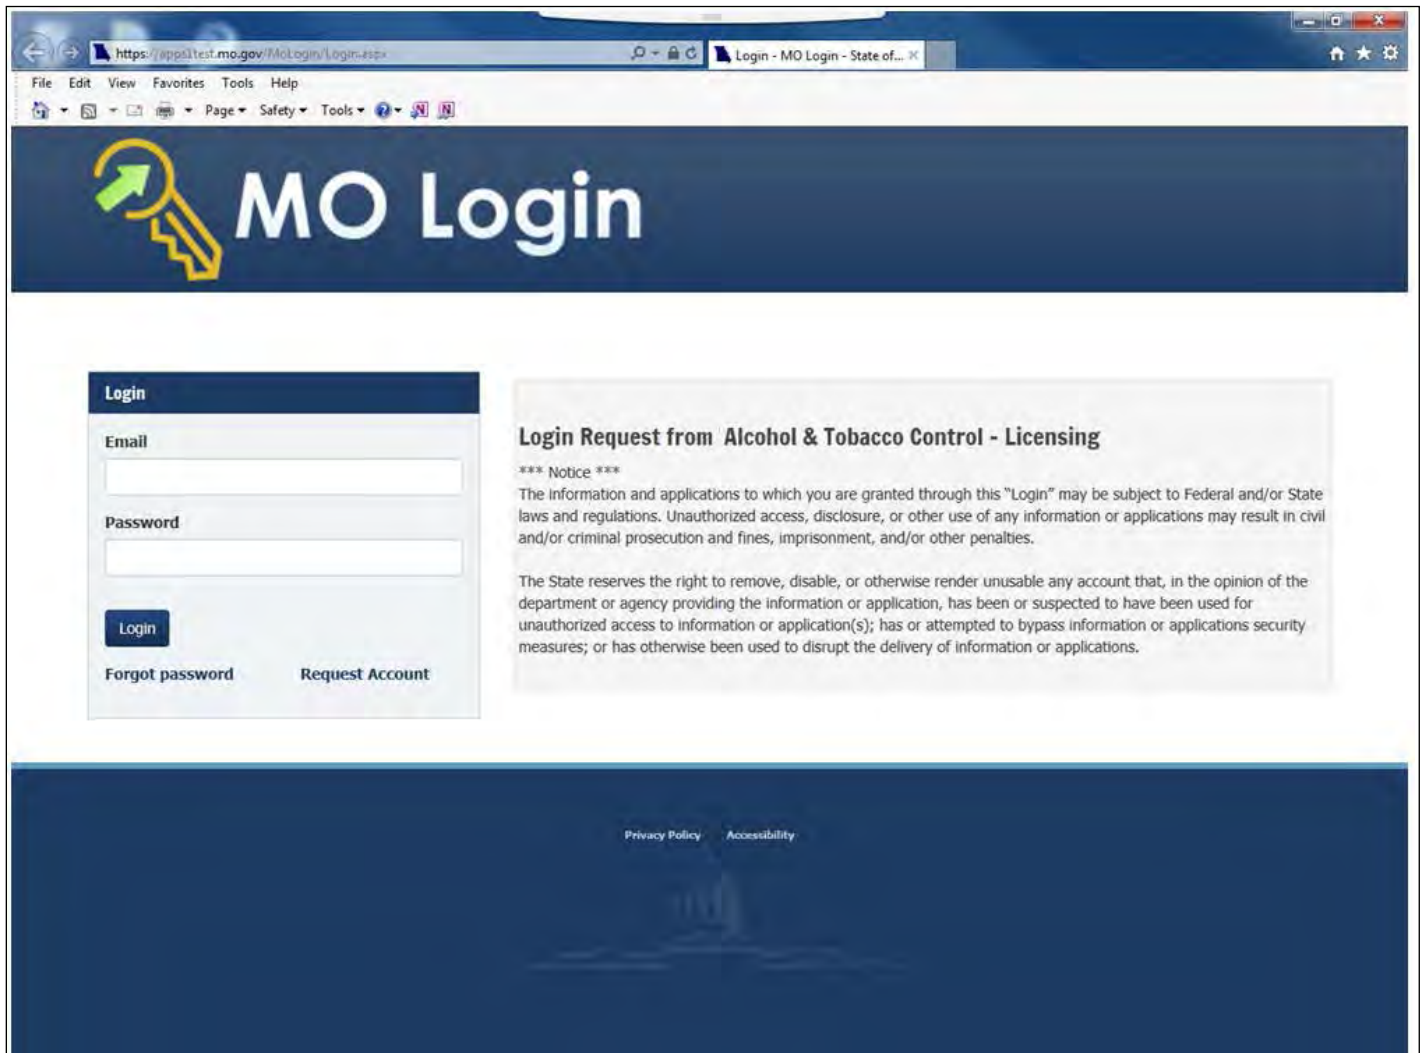 https://apps1test.mo.gov/MoLogin/Login.aspx
Login - MO Login - State of...
File Edit View Favorites Tools Help
Page Safety Tools
MO Login
Login
Email
Password
Login
Forgot password Request Account
Login Request from Alcohol & Tobacco Control - Licensing
*** Notice ***
The information and applications to which you are granted through this “Login” may be subject to Federal and/or State
laws and regulations. Unauthorized access, disclosure, or other use of any information or applications may result in civil
and/or criminal prosecution and fines, imprisonment, and/or other penalties.
The State reserves the right to remove, disable, or otherwise render unusable any account that, in the opinion of the
department or agency providing the information or application, has been or suspected to have been used for
unauthorized access to information or application(s); has or attempted to bypass information or applications security
measures; or has otherwise been used to disrupt the delivery of information or applications.
Privacy Policy Accessibility